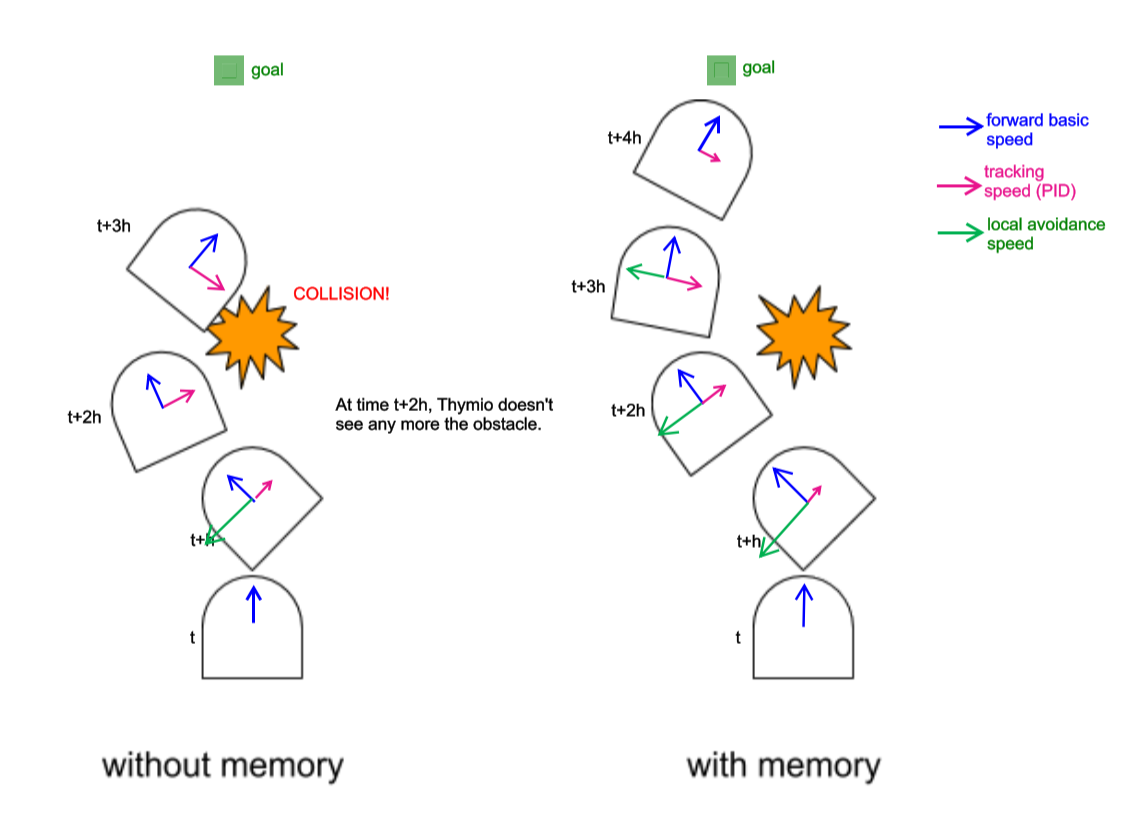 goal
goal
t+4h
forward basic
speed
tracking
speed (PID)
local avoidance
speed
t+3h
COLLISION!
t+3h
t+2h
At time t+2h, Thymio doesn't
see any more the obstacle.
t+2h
t+h
t+h
t
t
without memory
with memory